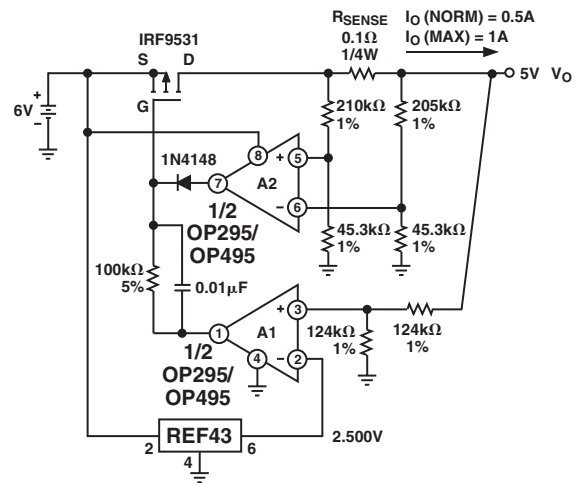 RSENSE
0.1Ω
1/4W
IO (NORM) = 0.5A
IO (MAX) = 1A
IRF9531
S D
G
6V
+
−
5V VO
210kΩ
1%
205kΩ
1%
1N4148
8
7
5
+
A2
−
6
1/2
OP295/
OP495
45.3kΩ
1%
45.3kΩ
1%
100kΩ
5%
0.01µF
1
3
+
A1
−
2
4
1/2
OP295/
OP495
124kΩ
1%
124kΩ
1%
REF43
2
6
4
2.500V